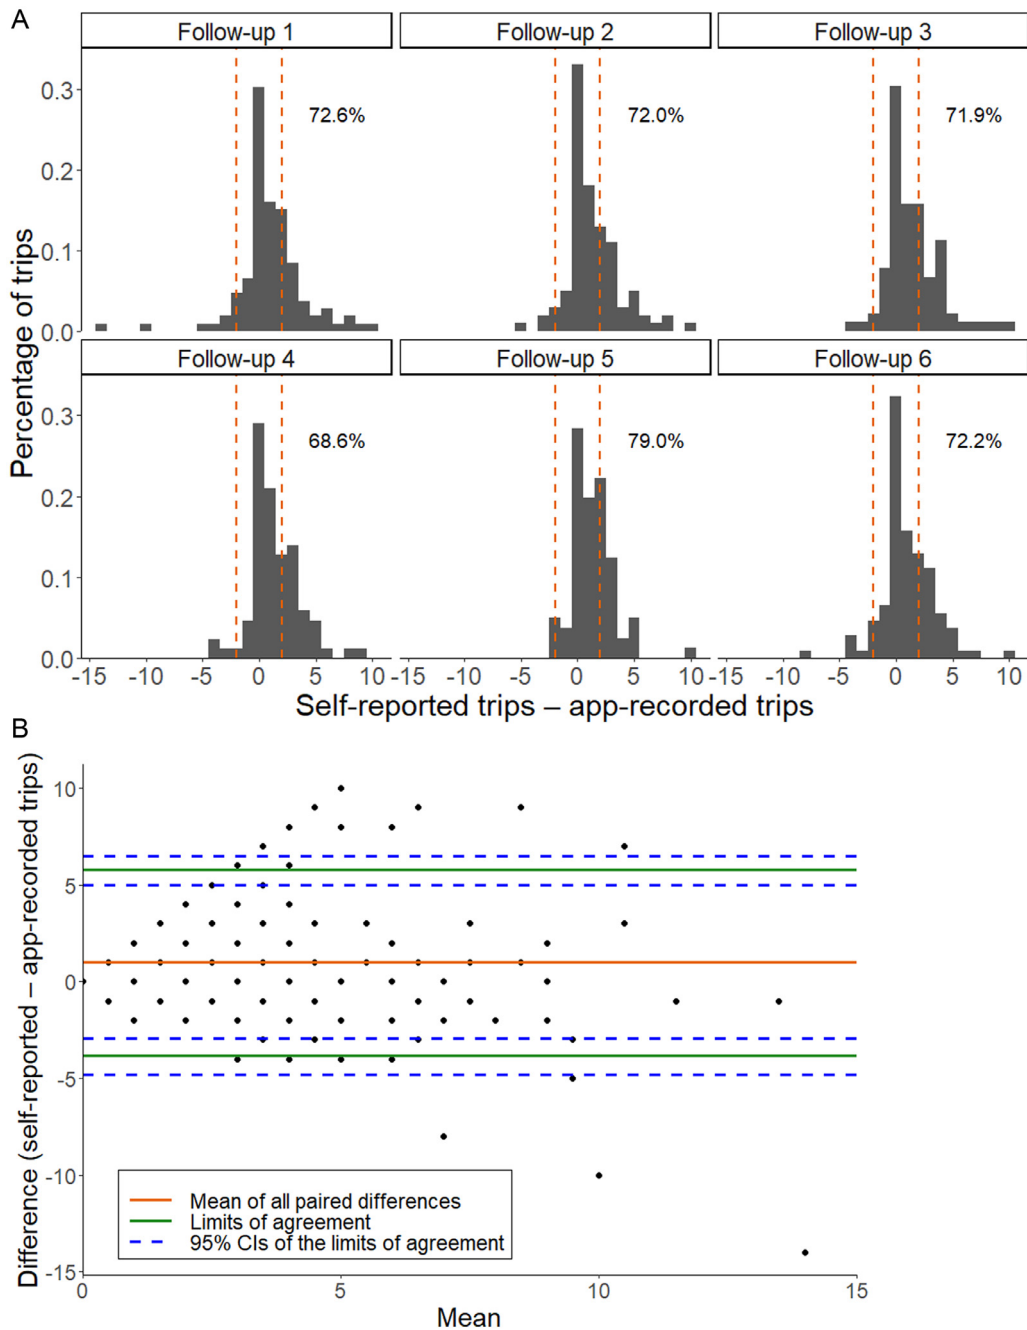 A
Follow-up 1
Follow-up 2
Follow-up 3
72.6%
72.0%
71.9%
0.3
0.2
0.1
0.0
Percentage of trips
Follow-up 4
Follow-up 5
Follow-up 6
68.6%
79.0%
72.2%
0.3
0.2
0.1
0.0
-15 -10 -5 0 5 10
-15 -10 -5 0 5 10
-15 -10 -5 0 5 10
Self-reported trips – app-recorded trips
B
Difference (self-reported – app-recorded trips)
10
5
0
-5
-10
-15
Mean of all paired differences
Limits of agreement
95% CIs of the limits of agreement
0 5 10 15
Mean